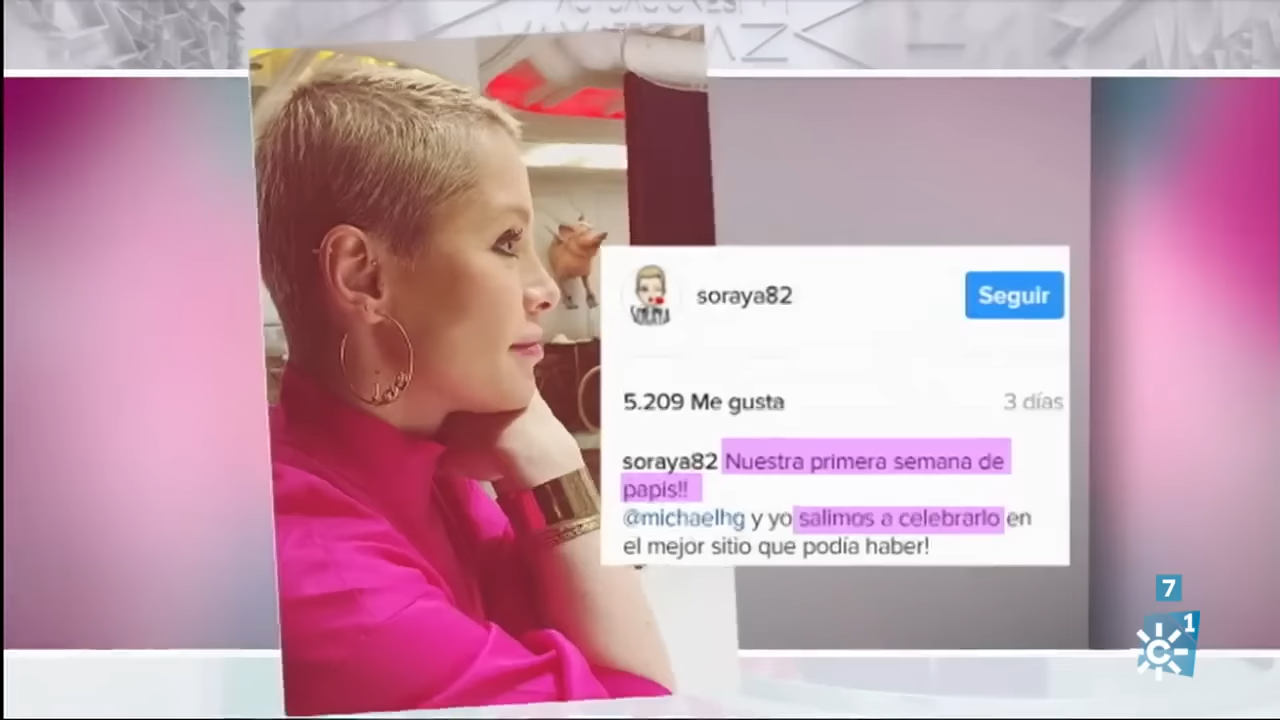 soraya82
Seguir
5.209 Me gusta
3 días
soraya82 Nuestra primera semana de
papis!!
@michaelhg y yo salimos a celebrarlo en
el mejor sitio que podía haber!
7
1
C